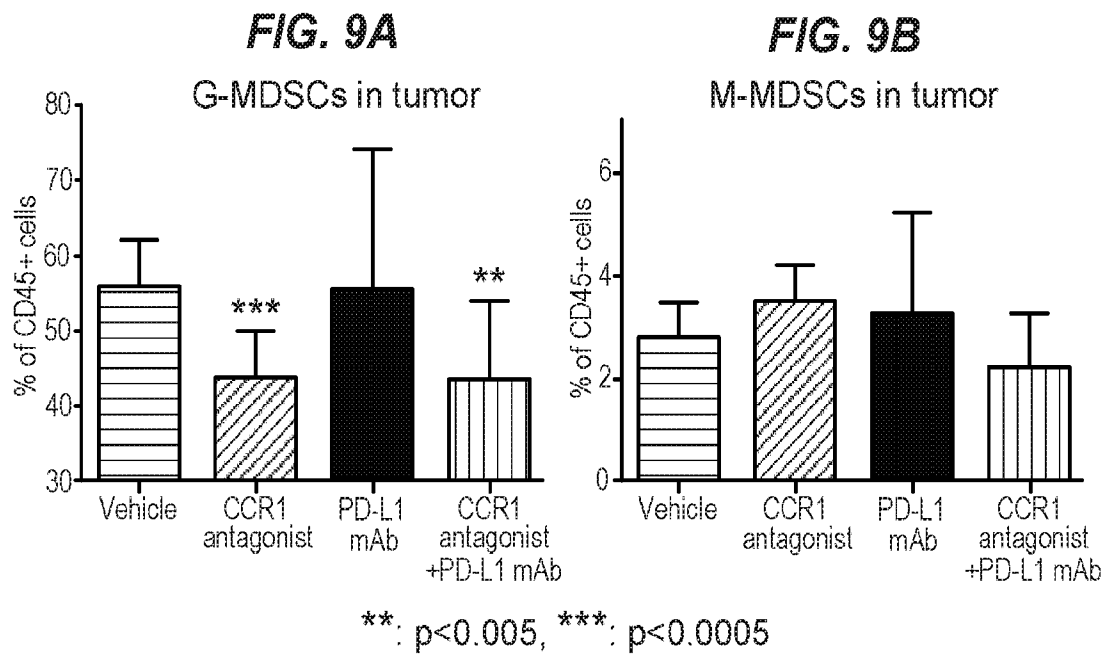 FIG. 9A
G-MDSCs in tumor
% of CD45+ cells
80
70
60
50
40
30
***
**
Vehicle
CCR1
antagonist
PD-L1
mAb
CCR1
antagonist
+PD-L1 mAb
FIG. 9B
M-MDSCs in tumor
% of CD45+ cells
6
4
2
0
Vehicle
CCR1
antagonist
PD-L1
mAb
CCR1
antagonist
+PD-L1 mAb
**: p<0.005, ***: p<0.0005